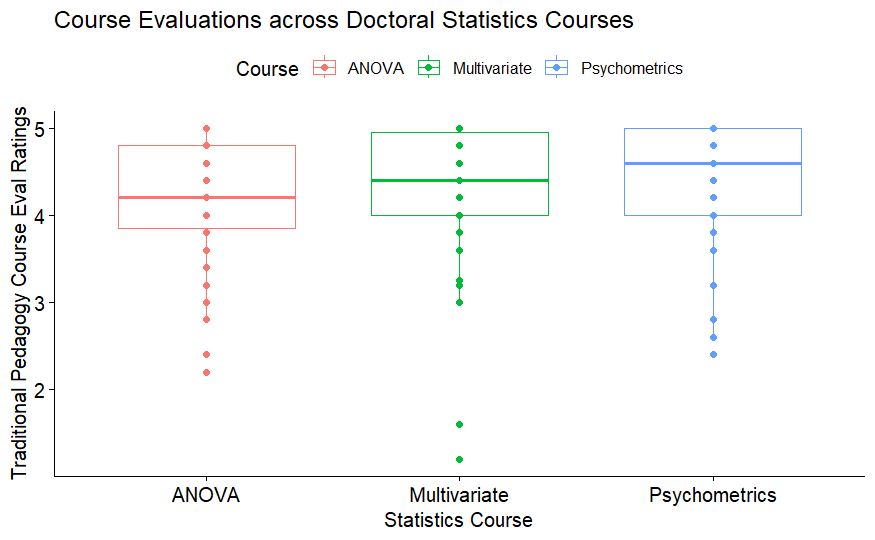 Course Evaluations across Doctoral Statistics Courses
Course ANOVA Multivariate Psychometrics
Traditional Pedagogy Course Eval Ratings
5
4
3
2
ANOVA Multivariate Psychometrics
Statistics Course